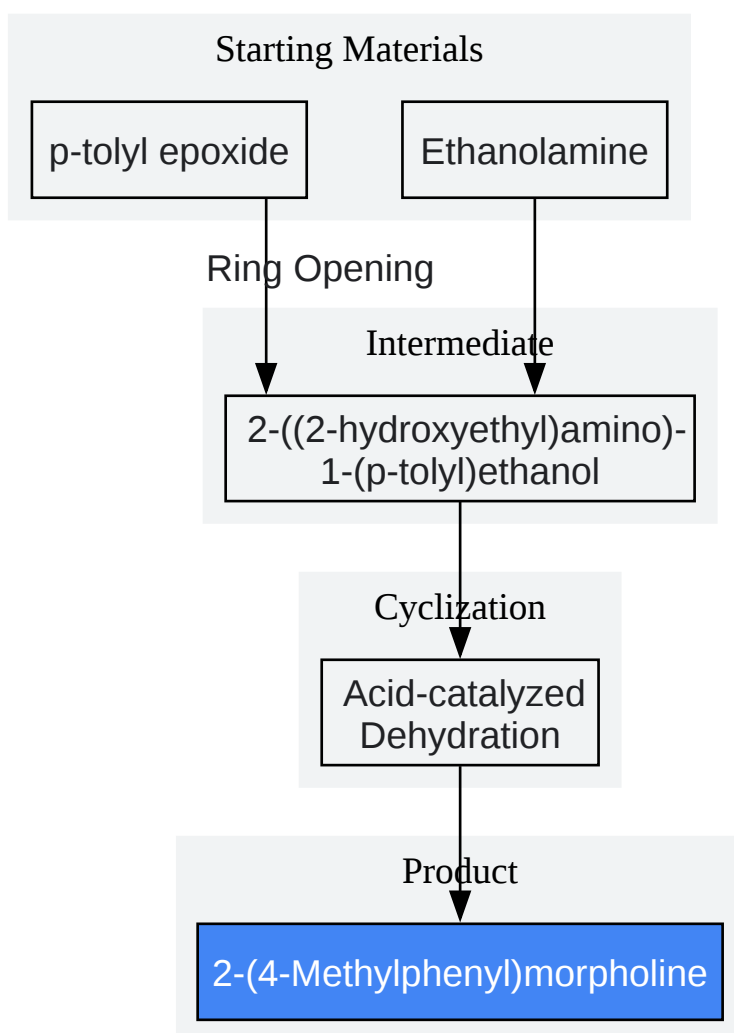 Starting Materials
p-tolyl epoxide
Ethanolamine
Ring Opening
Intermediate
2-((2-hydroxyethyl)amino)-
1-(p-tolyl)ethanol
Cyclization
Acid-catalyzed
Dehydration
Product
2-(4-Methylphenyl)morpholine